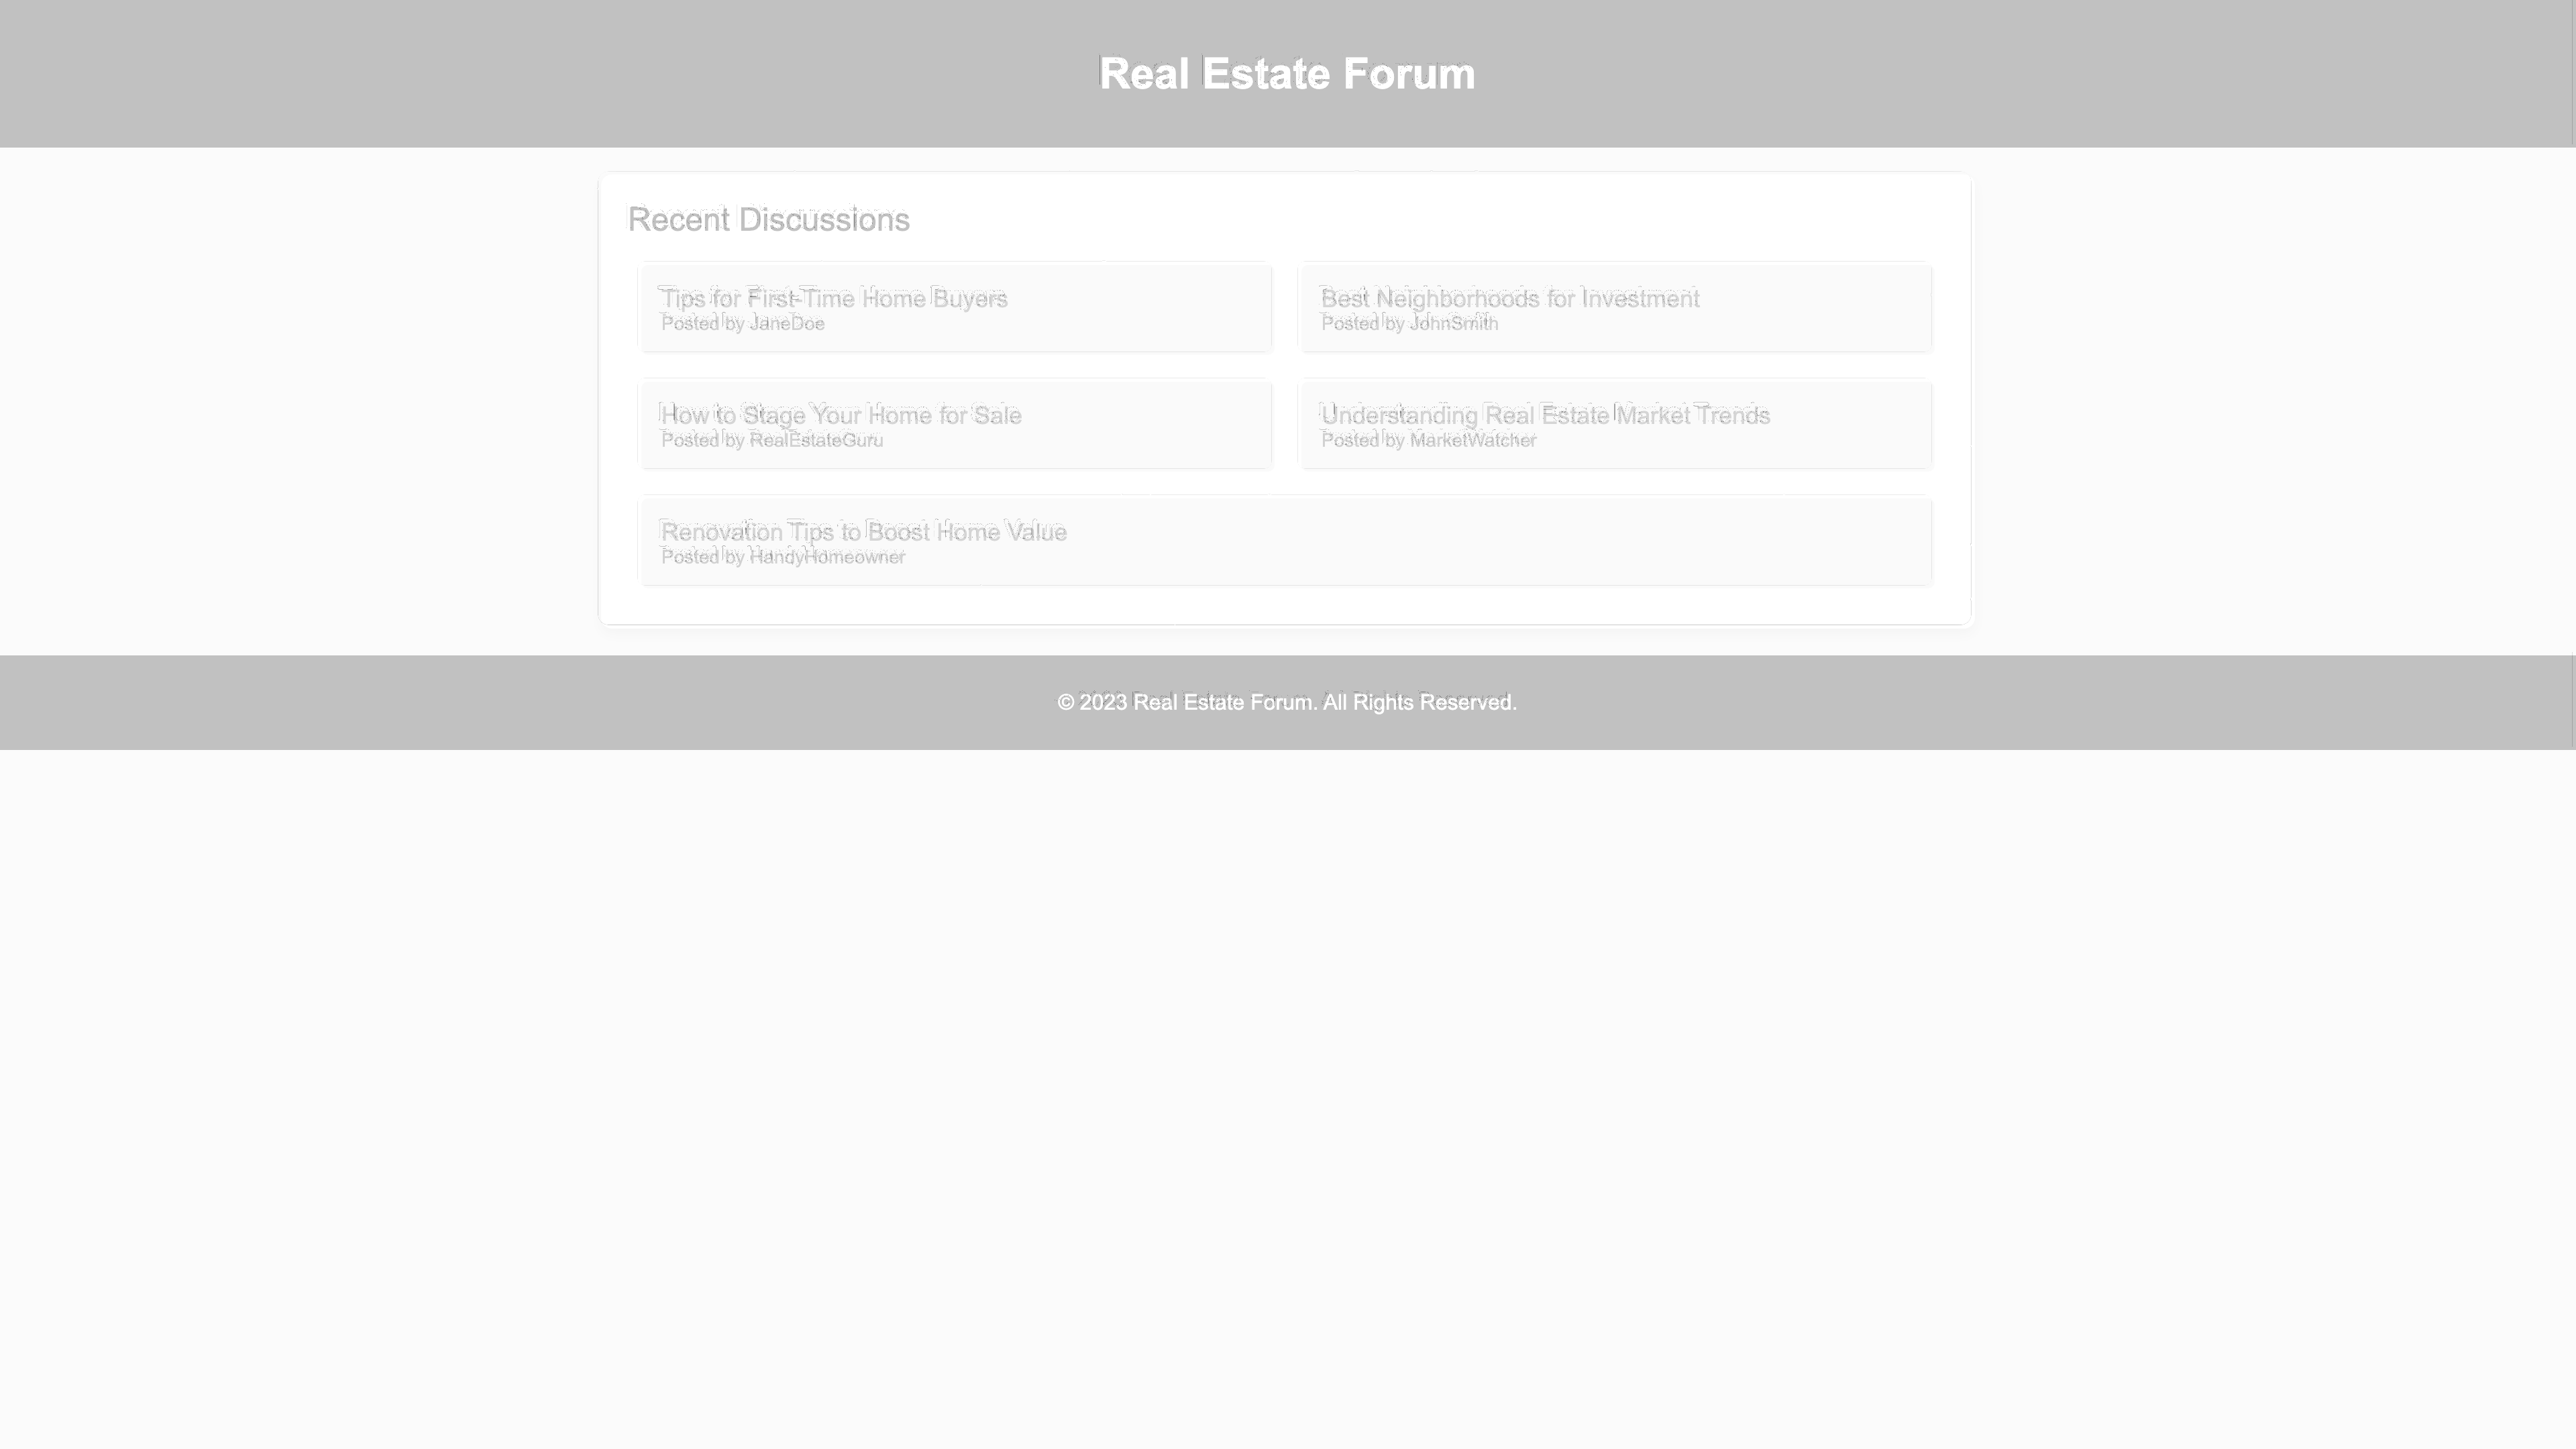 Real Estate Forum
Recent Discussions
Tips for First-Time Home Buyers
Posted by JaneDoe
Best Neighborhoods for Investment
Posted by JohnSmith
How to Stage Your Home for Sale
Posted by RealEstateGuru
Understanding Real Estate Market Trends
Posted by MarketWatcher
Renovation Tips to Boost Home Value
Posted by HandyHomeowner
© 2023 Real Estate Forum. All Rights Reserved.